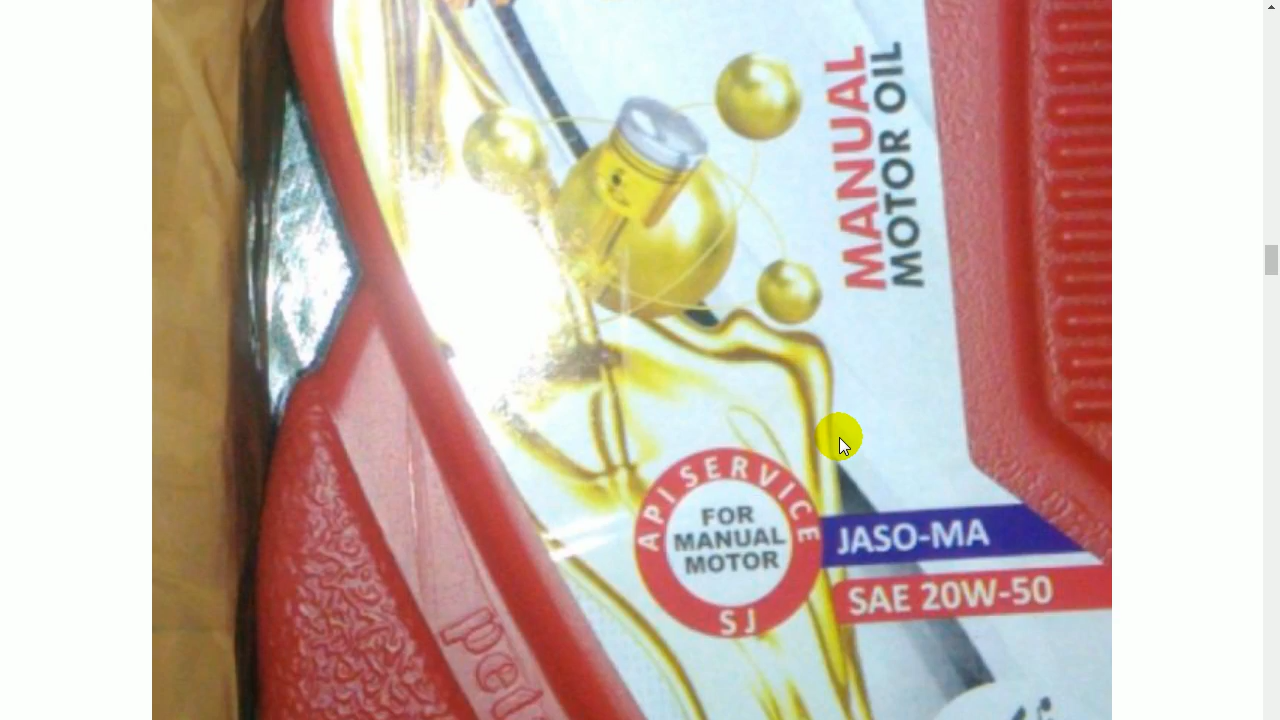 MANUAL
MOTOR OIL
API SERVICE
FOR
MANUAL
MOTOR
SJ
JASO-MA
SAE 20W-50